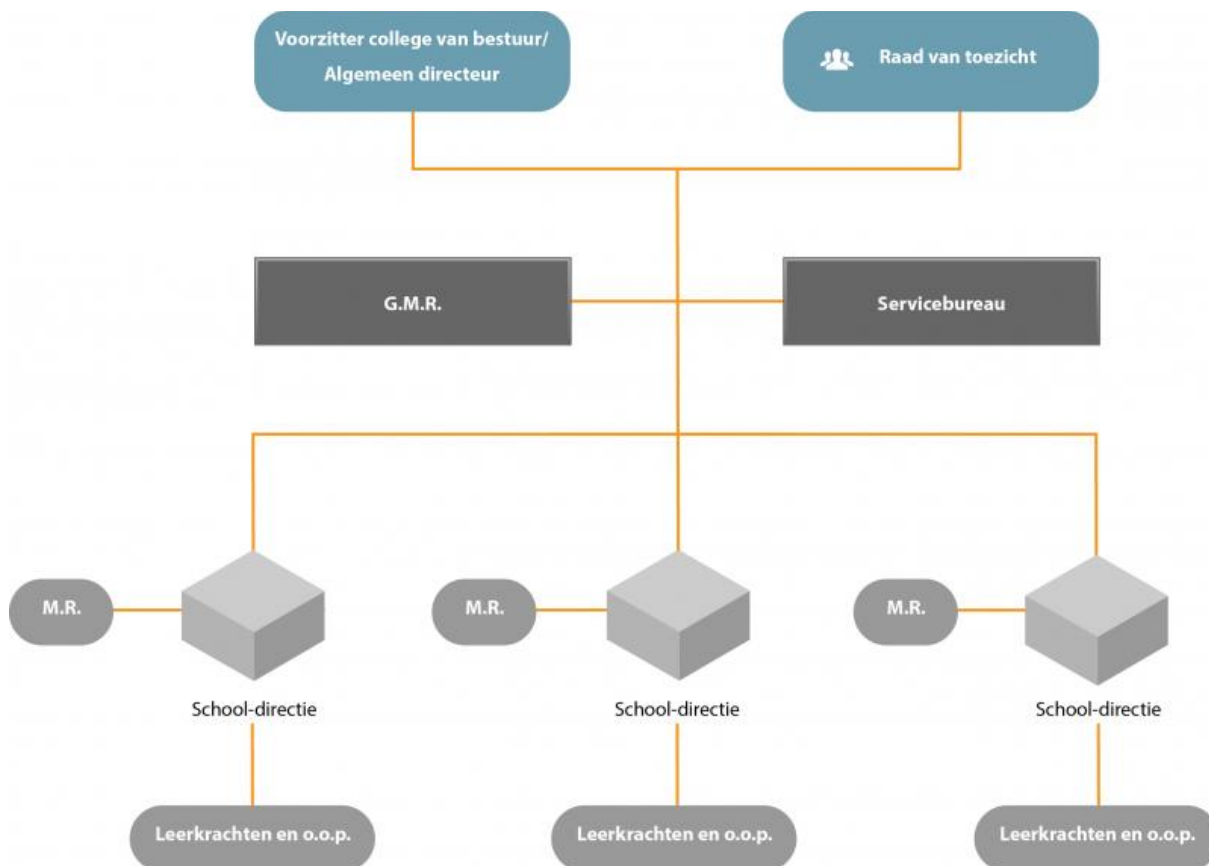 Voorzitter college van bestuur/
Algemeen directeur
Raad van toezicht
G.M.R.
Servicebureau
M.R.
M.R.
M.R.
School-directie
School-directie
School-directie
Leerkrachten en o.o.p.
Leerkrachten en o.o.p.
Leerkrachten en o.o.p.